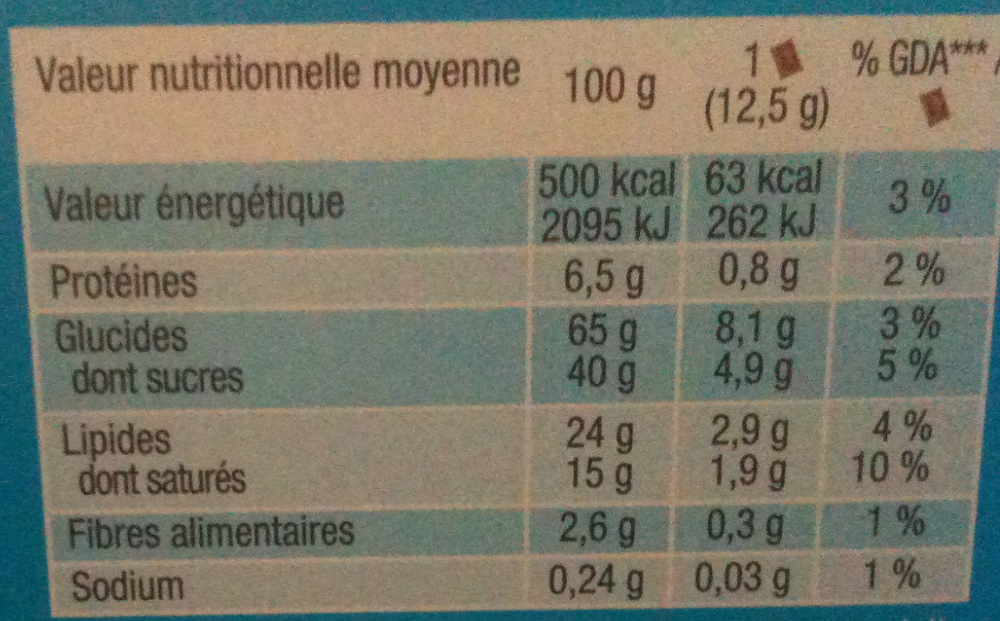 Valeur nutritionnelle moyenne 100 g 1 (12,5 g) % GDA***/
Valeur énergétique 500 kcal 2095 kJ 63 kcal 262 kJ 3 %
Protéines 6,5 g 0,8 g 2 %
Glucides 65 g 8,1 g 3 %
dont sucres 40 g 4,9 g 5 %
Lipides 24 g 2,9 g 4 %
dont saturés 15 g 1,9 g 10 %
Fibres alimentaires 2,6 g 0,3 g 1 %
Sodium 0,24 g 0,03 g 1 %